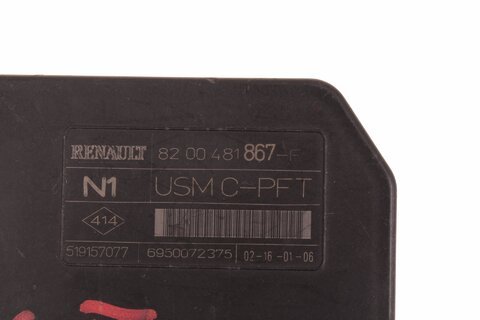 RENAULT 82 00 481 867-F
N1 USM C-PFT
414
519157077 6950072375 02-16-01-06